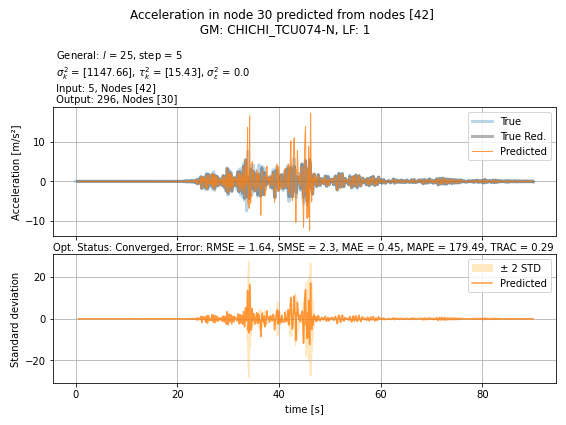 Acceleration in node 30 predicted from nodes [42]
GM: CHICHI_TCU074-N, LF: 1
General: l = 25, step = 5
σ²ₖ = [1147.66], τ²ₖ = [15.43], σ²ε = 0.0
Input: 5, Nodes [42]
Output: 296, Nodes [30]
Acceleration [m/s²]
10
0
−10
True
True Red.
Predicted
Opt. Status: Converged, Error: RMSE = 1.64, SMSE = 2.3, MAE = 0.45, MAPE = 179.49, TRAC = 0.29
Standard deviation
20
0
−20
± 2 STD
Predicted
0 20 40 60 80
time [s]